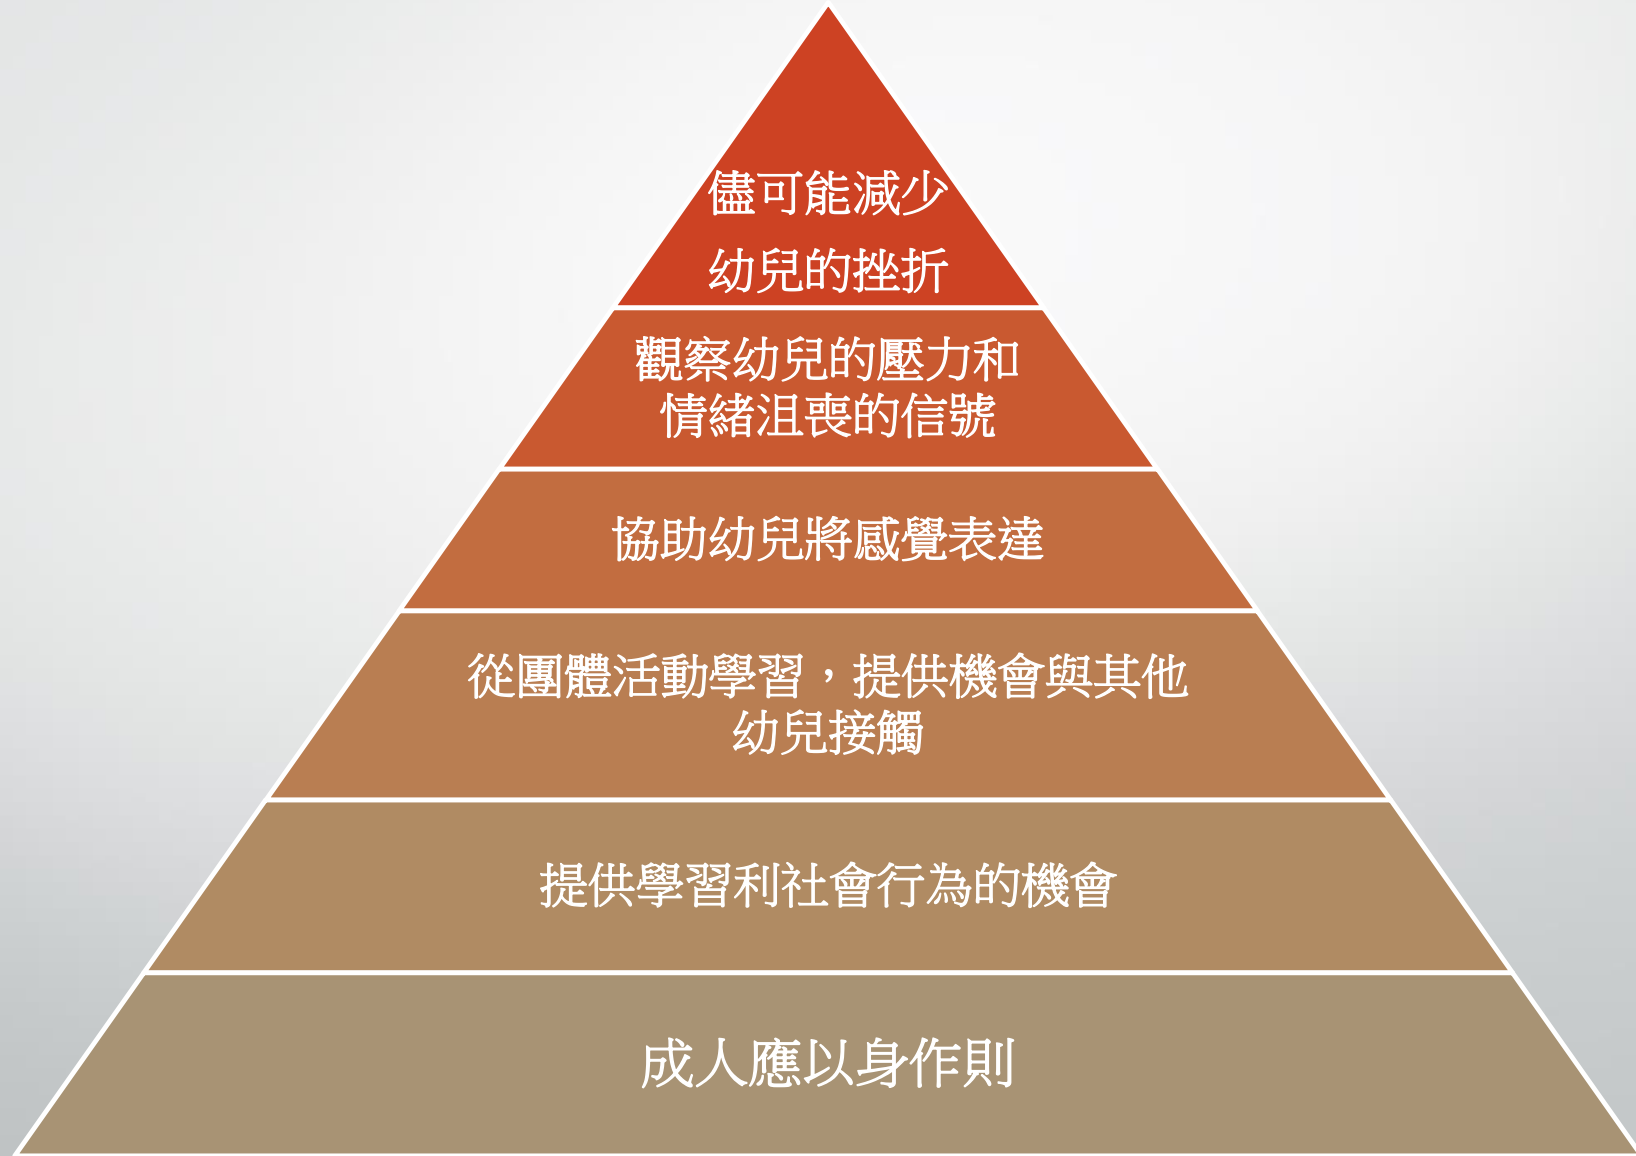 儘可能減少
幼兒的挫折
觀察幼兒的壓力和
情緒沮喪的信號
協助幼兒將感覺表達
從團體活動學習，提供機會與其他
幼兒接觸
提供學習利社會行為的機會
成人應以身作則